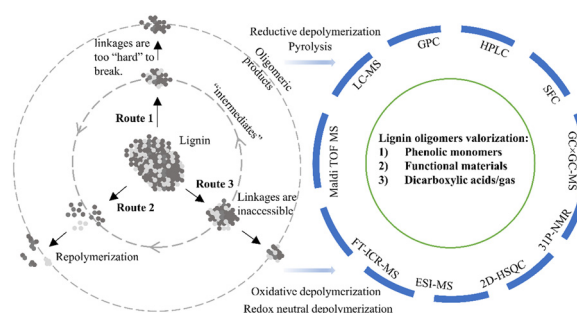 linkages are
too "hard" to
break.
Route 1
Lignin
Route 2
Repolymerization
Route 3
Linkages are
inaccessible
"intermediates"
Oligomeric
products
Reductive depolymerization
Pyrolysis
Oxidative depolymerization
Redox neutral depolymerization
Maldi TOF MS
LC-MS
GPC
HPLC
SFC
GC×GC-MS
31P-NMR
2D-HSQC
ESI-MS
FT-ICR-MS
Lignin oligomers valorization:
1) Phenolic monomers
2) Functional materials
3) Dicarboxylic acids/gas